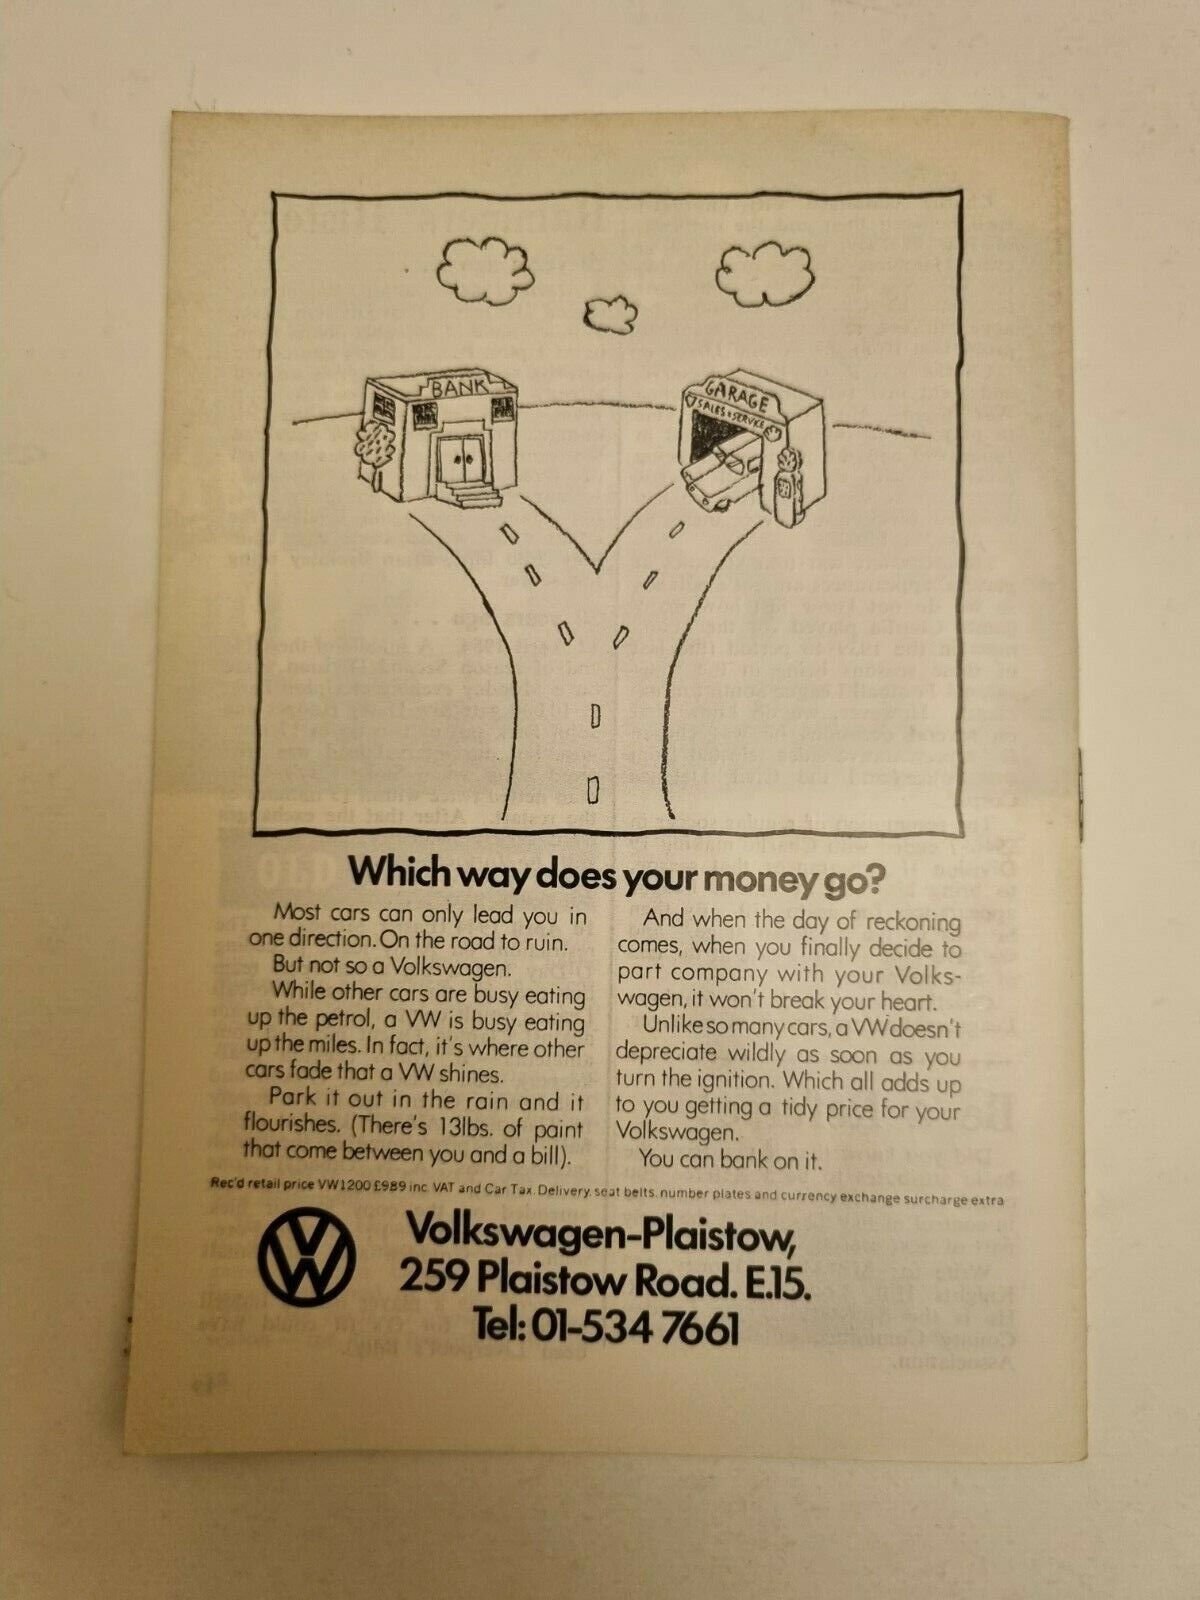 BANK
GARAGE
SALES & SERVICE
Which way does your money go?
Most cars can only lead you in
one direction. On the road to ruin.
But not so a Volkswagen.
While other cars are busy eating
up the petrol, a VW is busy eating
up the miles. In fact, it's where other
cars fade that a VW shines.
Park it out in the rain and it
flourishes. (There's 13lbs. of paint
that come between you and a bill).
And when the day of reckoning
comes, when you finally decide to
part company with your Volks-
wagen, it won't break your heart.
Unlike so many cars, a VW doesn't
depreciate wildly as soon as you
turn the ignition. Which all adds up
to you getting a tidy price for your
Volkswagen.
You can bank on it.
Rec'd retail price VW1200 £989 inc. VAT and Car Tax. Delivery, seat belts, number plates and currency exchange surcharge extra
VW
Volkswagen-Plaistow,
259 Plaistow Road. E.15.
Tel: 01-534 7661